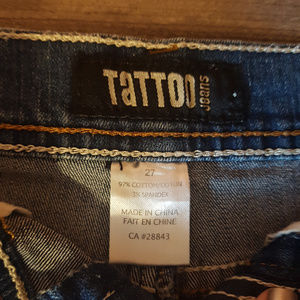 TaTTOO
Jeans
27
97% COTTON/COTON
3% SPANDEX
MADE IN CHINA
FAIT EN CHINE
CA #28843